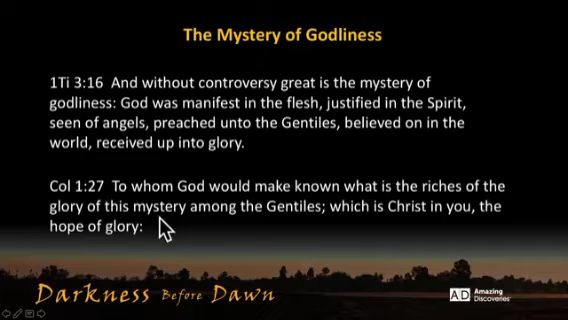 The Mystery of Godliness
1Ti 3:16  And without controversy great is the mystery of
godliness: God was manifest in the flesh, justified in the Spirit,
seen of angels, preached unto the Gentiles, believed on in the
world, received up into glory.
Col 1:27  To whom God would make known what is the riches of the
glory of this mystery among the Gentiles; which is Christ in you, the
hope of glory:
Darkness Before Dawn
AD Amazing
Discoveries